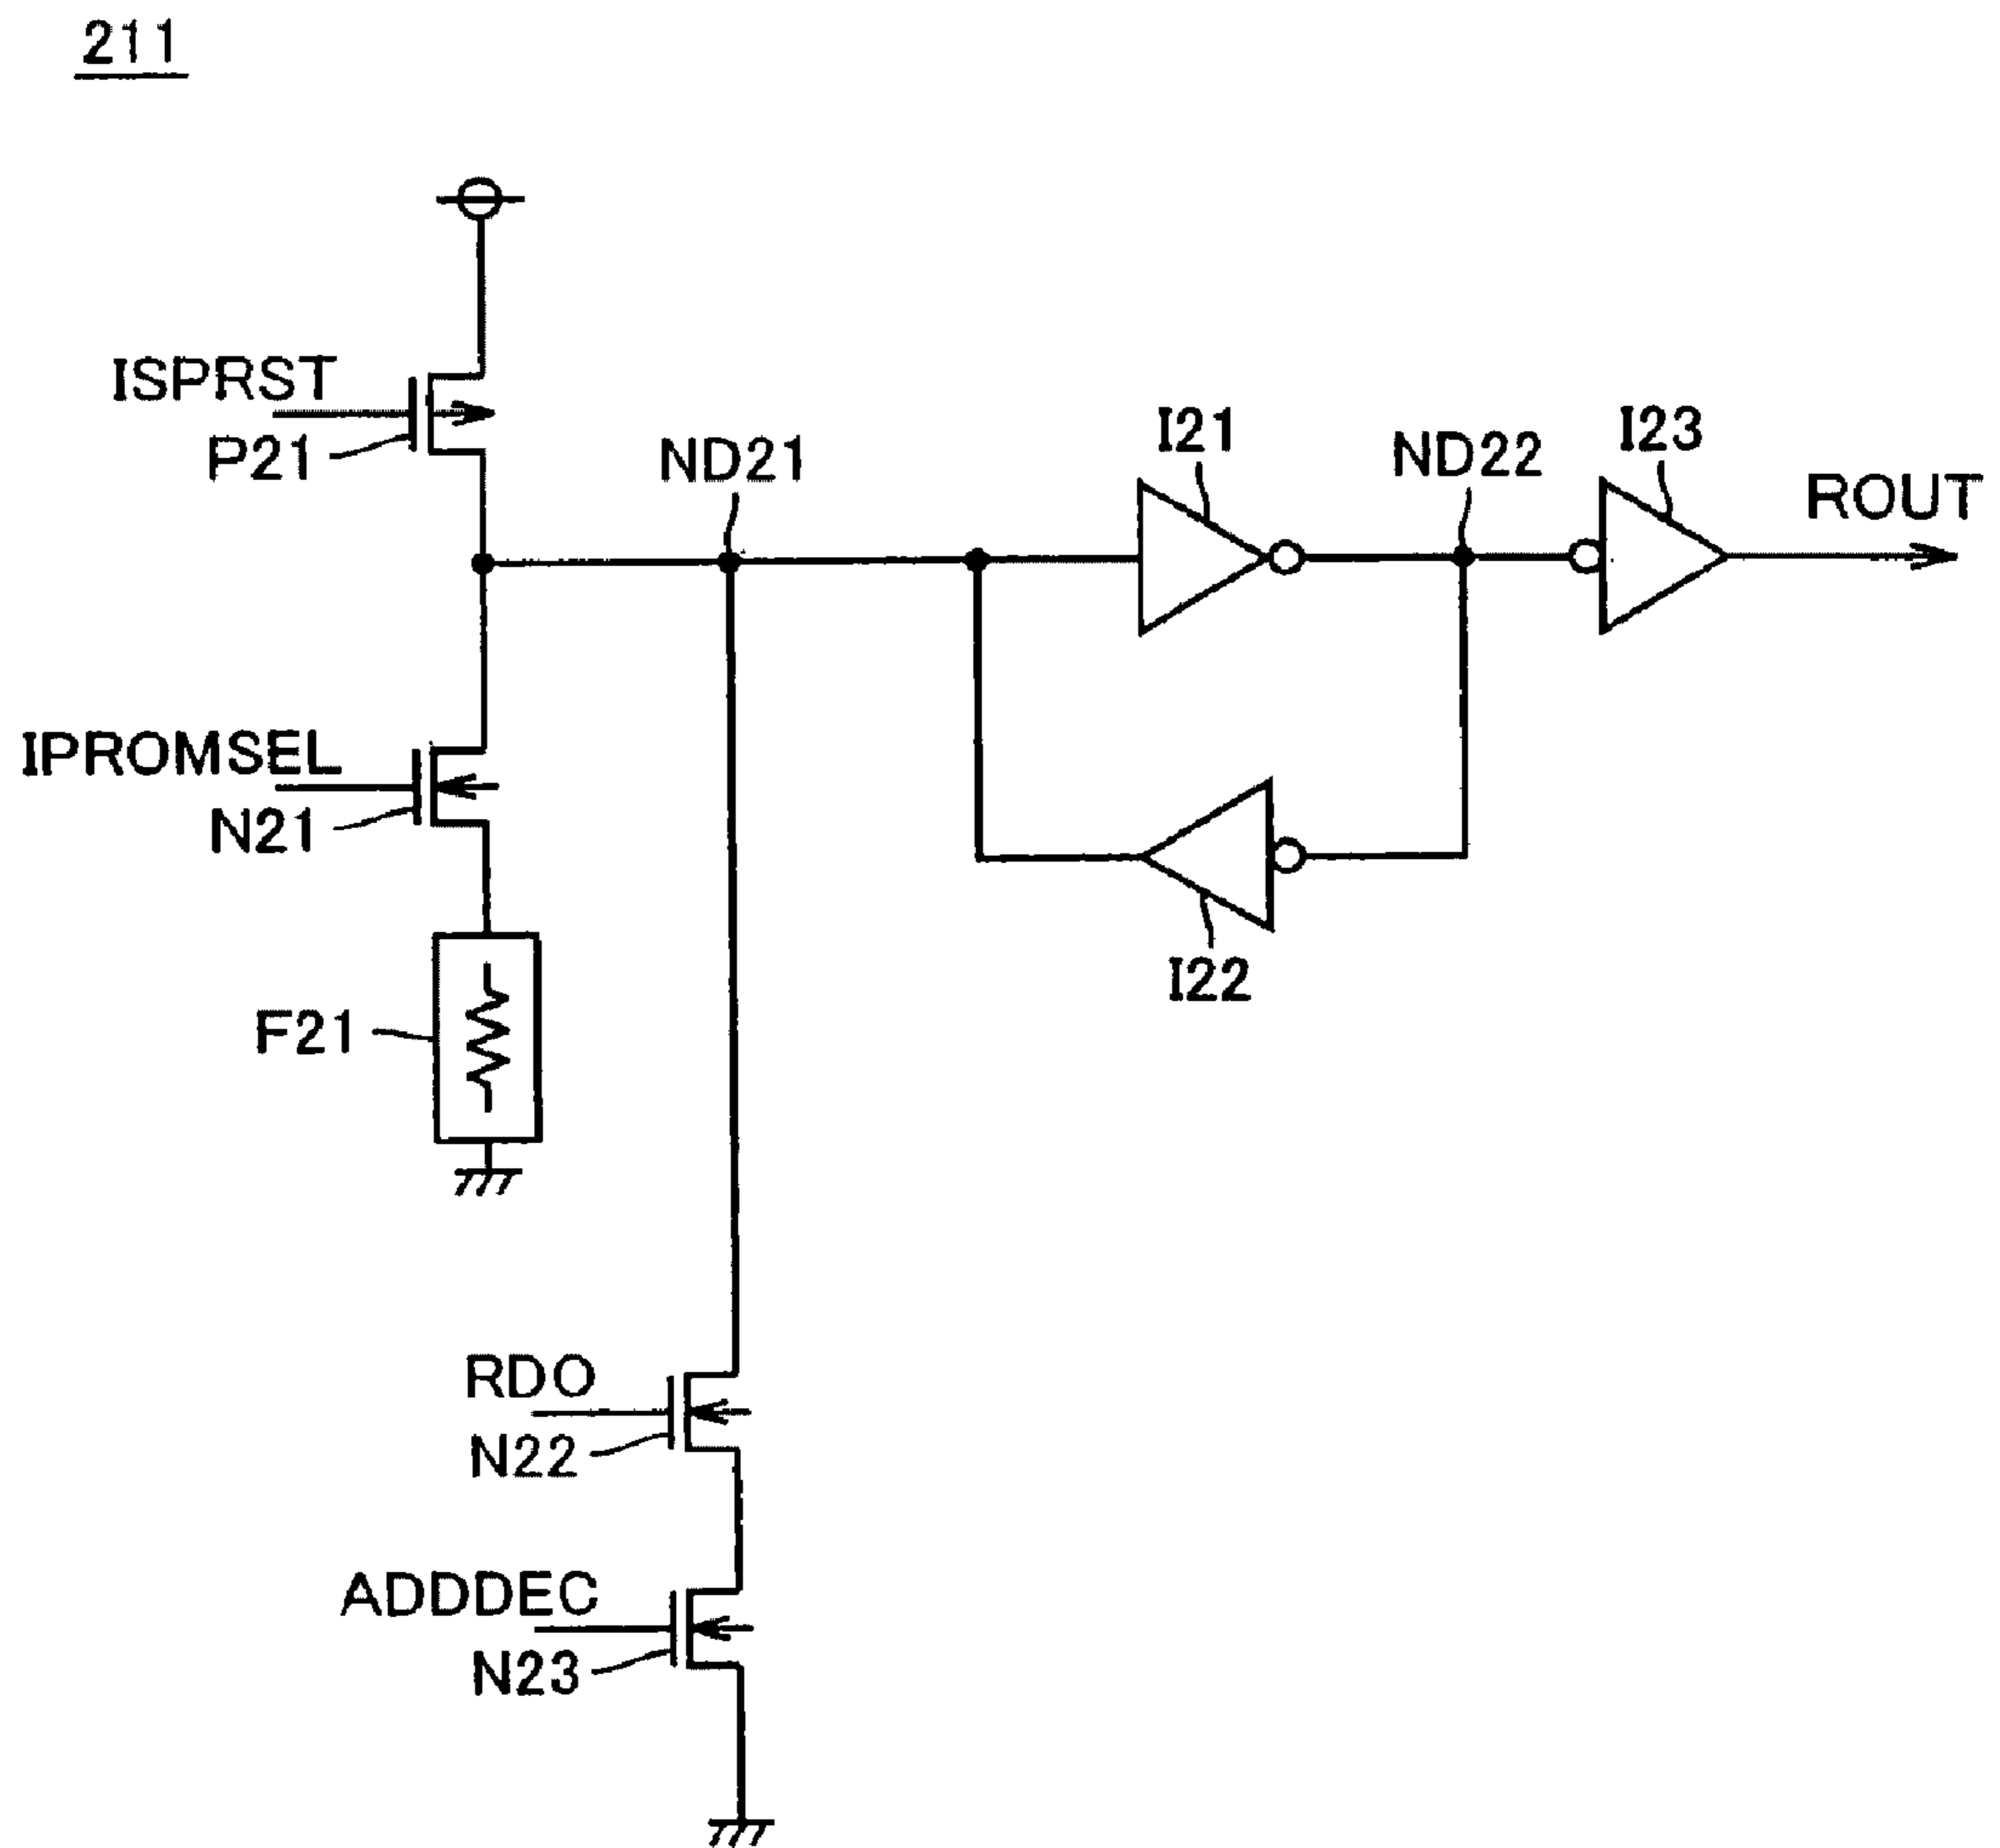 211
ISPRST
P21
ND21
I21
ND22
I23
ROUT
IPROMSEL
N21
F21
I22
RDO
N22
ADDDEC
N23